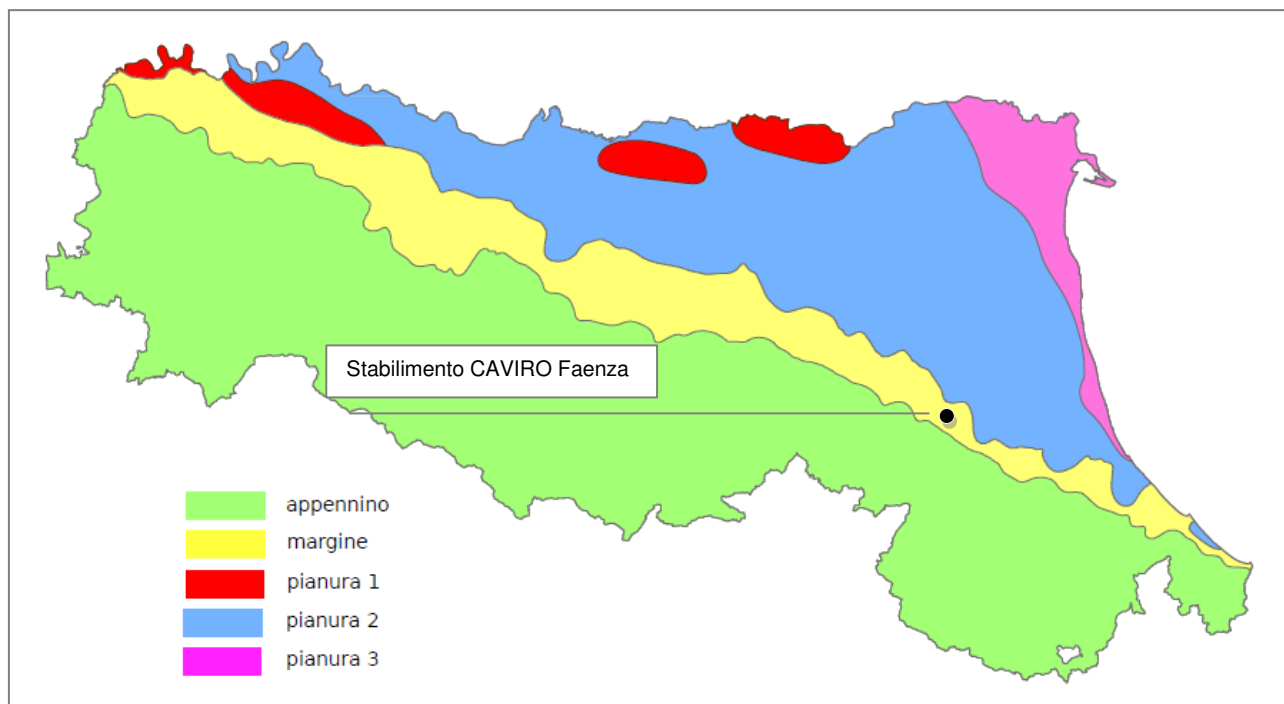 Stabilimento CAVIRO Faenza
appennino
margine
pianura 1
pianura 2
pianura 3